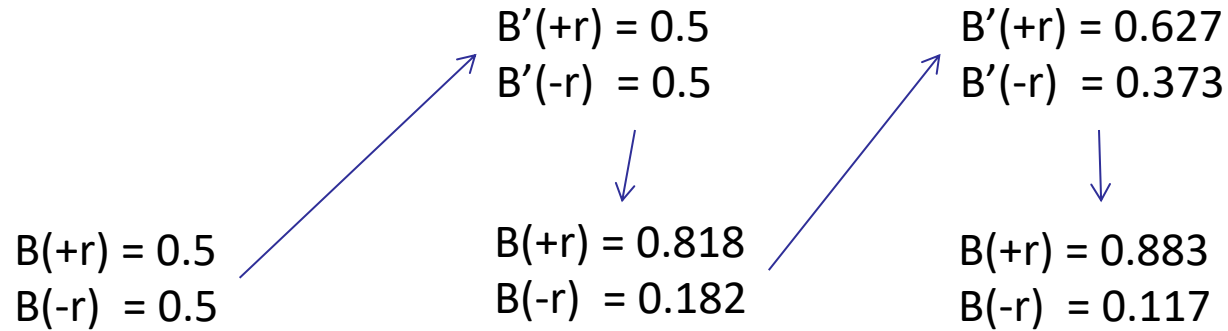 B’(+r) = 0.5
B’(-r) = 0.5
B’(+r) = 0.627
B’(-r) = 0.373
B(+r) = 0.5
B(-r) = 0.5
B(+r) = 0.818
B(-r) = 0.182
B(+r) = 0.883
B(-r) = 0.117